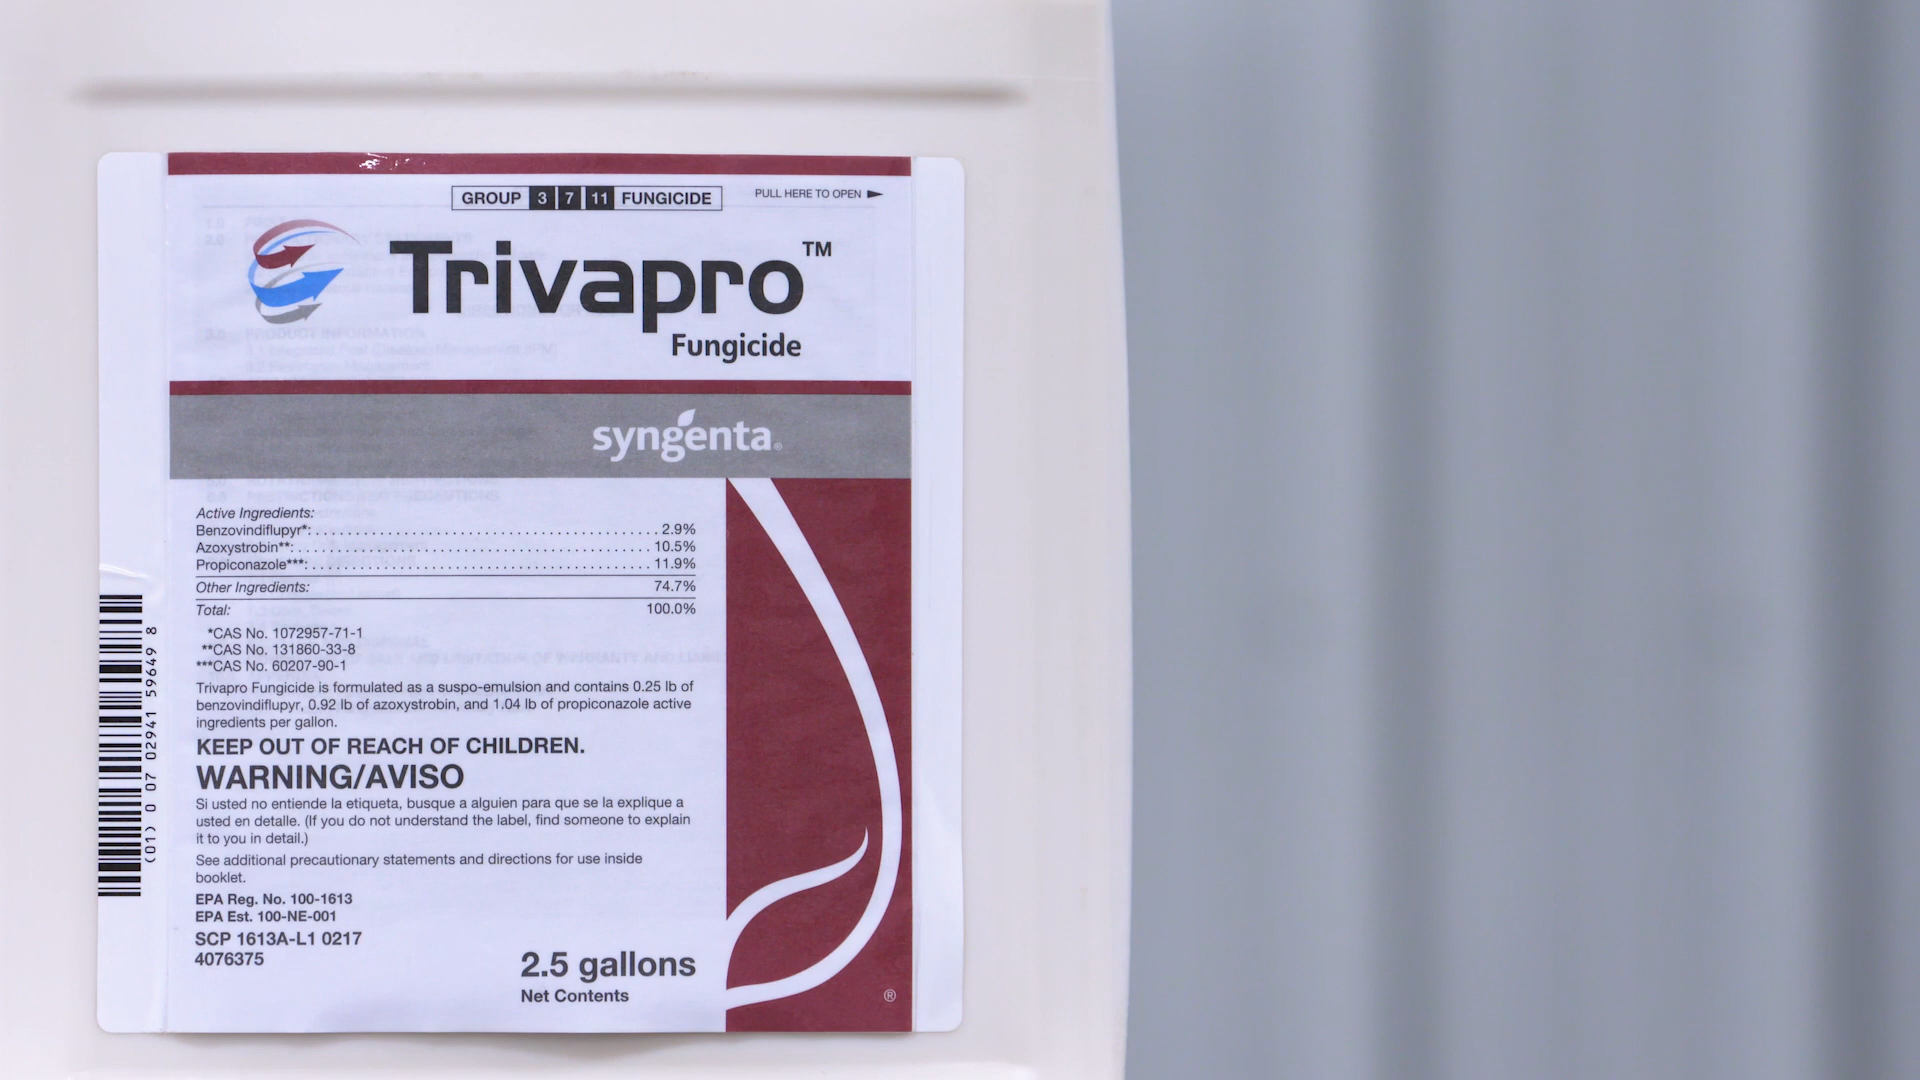 GROUP 3 7 11 FUNGICIDE
PULL HERE TO OPEN
Trivapro™
Fungicide
syngenta®
Active Ingredients:
Benzovindiflupyr*: . . . . . . . . . . . . . . . . . . . . 2.9%
Azoxystrobin**: . . . . . . . . . . . . . . . . . . . . 10.5%
Propiconazole***: . . . . . . . . . . . . . . . . . . . . 11.9%
Other Ingredients: 74.7%
Total: 100.0%
*CAS No. 1072957-71-1
**CAS No. 131860-33-8
***CAS No. 60207-90-1
Trivapro Fungicide is formulated as a suspo-emulsion and contains 0.25 lb of
benzovindiflupyr, 0.92 lb of azoxystrobin, and 1.04 lb of propiconazole active
ingredients per gallon.
KEEP OUT OF REACH OF CHILDREN.
WARNING/AVISO
Si usted no entiende la etiqueta, busque a alguien para que se la explique a
usted en detalle. (If you do not understand the label, find someone to explain
it to you in detail.)
See additional precautionary statements and directions for use inside
booklet.
EPA Reg. No. 100-1613
EPA Est. 100-NE-001
SCP 1613A-L1 0217
4076375
2.5 gallons
Net Contents
®
(01) 0 07 02941 59649 8